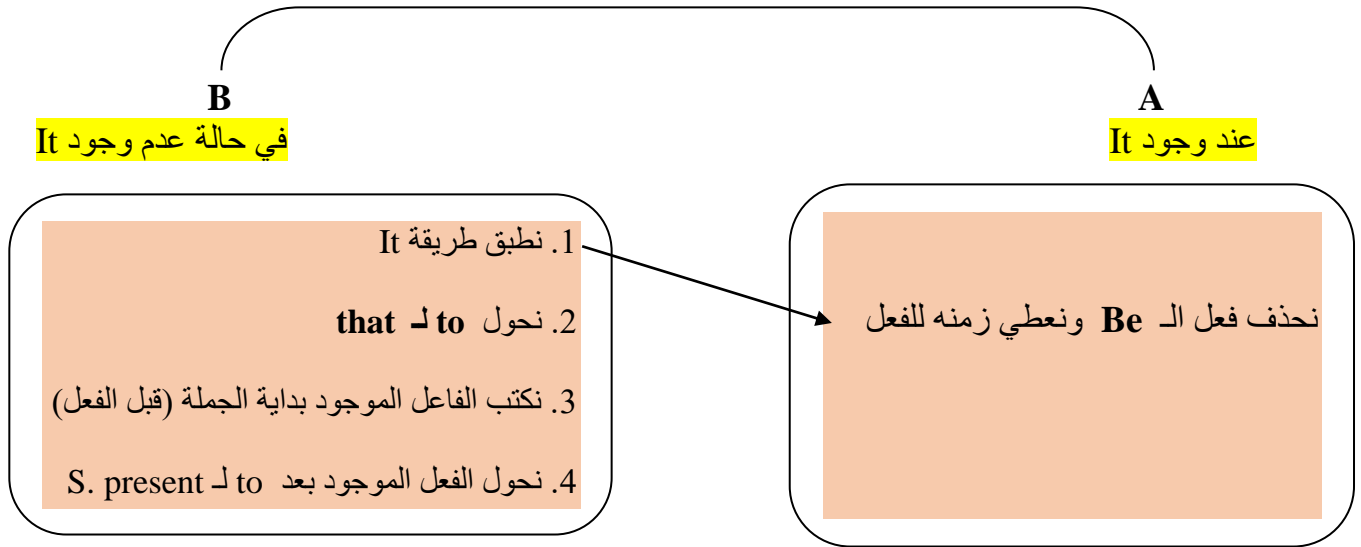 A
عند وجود It
نحذف فعل الـ Be ونعطي زمنه للفعل
B
في حالة عدم وجود It
1. نطبق طريقة It
2. نحول to لـ that
3. نكتب الفاعل الموجود بداية الجملة (قبل الفعل)
4. نحول الفعل الموجود بعد to لـ S. present